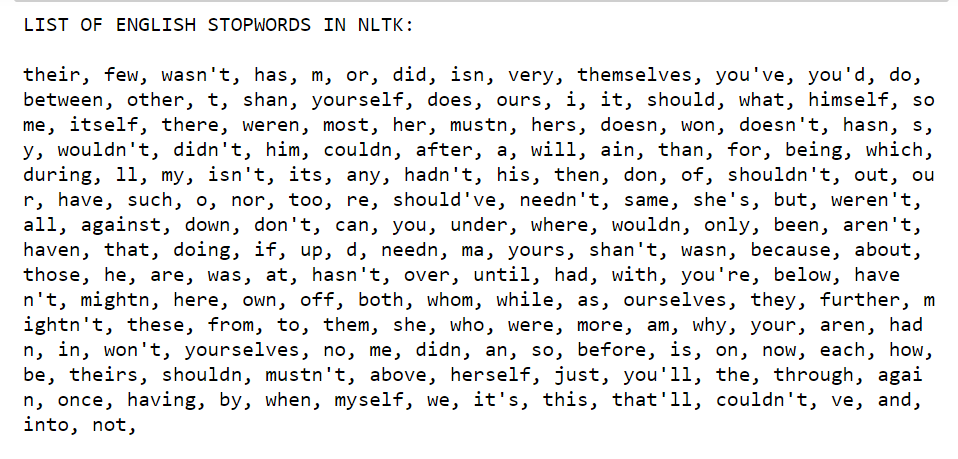 LIST OF ENGLISH STOPWORDS IN NLTK:
their, few, wasn't, has, m, or, did, isn, very, themselves, you've, you'd, do,
between, other, t, shan, yourself, does, ours, i, it, should, what, himself, so
me, itself, there, weren, most, her, mustn, hers, doesn, won, doesn't, hasn, s,
y, wouldn't, didn't, him, couldn, after, a, will, ain, than, for, being, which,
during, ll, my, isn't, its, any, hadn't, his, then, don, of, shouldn't, out, ou
r, have, such, o, nor, too, re, should've, needn't, same, she's, but, weren't,
all, against, down, don't, can, you, under, where, wouldn, only, been, aren't,
haven, that, doing, if, up, d, needn, ma, yours, shan't, wasn, because, about,
those, he, are, was, at, hasn't, over, until, had, with, you're, below, have
n't, mightn, here, own, off, both, whom, while, as, ourselves, they, further, m
ightn't, these, from, to, them, she, who, were, more, am, why, your, aren, had
n, in, won't, yourselves, no, me, didn, an, so, before, is, on, now, each, how,
be, theirs, shouldn, mustn't, above, herself, just, you'll, the, through, agai
n, once, having, by, when, myself, we, it's, this, that'll, couldn't, ve, and,
into, not,